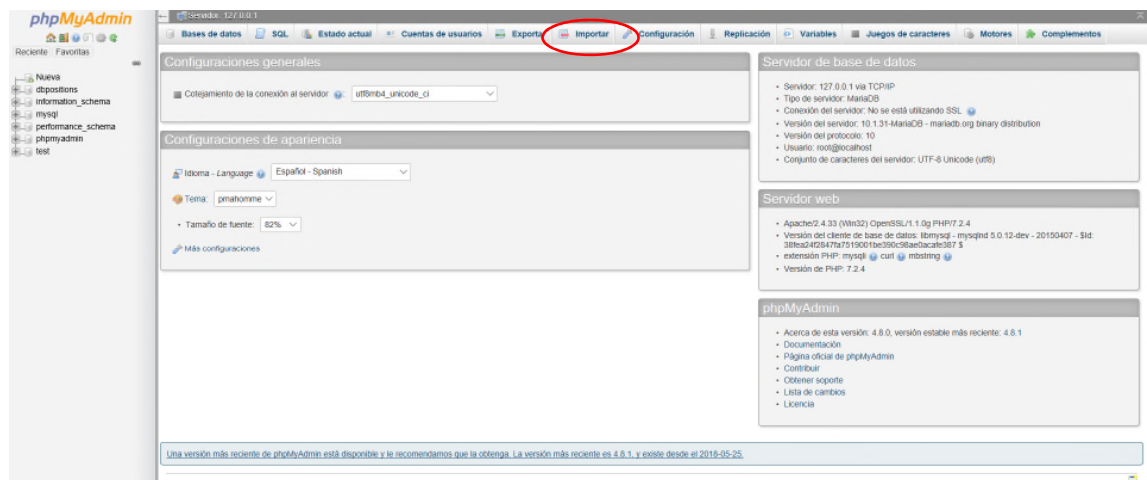 phpMyAdmin
Reciente Favoritas
Nueva
dbpositions
information_schema
mysql
performance_schema
phpmyadmin
test
Servidor: 127.0.0.1
Bases de datos SQL Estado actual Cuentas de usuarios Exportar Importar Configuración Replicación Variables Juegos de caracteres Motores Complementos
Configuraciones generales
Cotejamiento de la conexión al servidor : utf8mb4_unicode_ci
Configuraciones de apariencia
Idioma - Language Español - Spanish
Tema: pmahomme
• Tamaño de fuente: 82%
Más configuraciones
Servidor de base de datos
• Servidor: 127.0.0.1 via TCP/IP
• Tipo de servidor: MariaDB
• Conexión del servidor: No se está utilizando SSL
• Versión del servidor: 10.1.31-MariaDB - mariadb.org binary distribution
• Versión del protocolo: 10
• Usuario: root@localhost
• Conjunto de caracteres del servidor: UTF-8 Unicode (utf8)
Servidor web
• Apache/2.4.33 (Win32) OpenSSL/1.1.0g PHP/7.2.4
• Versión del cliente de base de datos: libmysql - mysqlnd 5.0.12-dev - 20150407 - $Id:
38fea24f2847fa7519001be390c98ae0acafe387 $
• extensión PHP: mysqli curl mbstring
• Versión de PHP: 7.2.4
phpMyAdmin
• Acerca de esta versión: 4.8.0, versión estable más reciente: 4.8.1
• Documentación
• Página oficial de phpMyAdmin
• Contribuir
• Obtener soporte
• Lista de cambios
• Licencia
Una versión más reciente de phpMyAdmin está disponible y le recomendamos que la obtenga. La versión más reciente es 4.8.1, y existe desde el 2018-05-25.